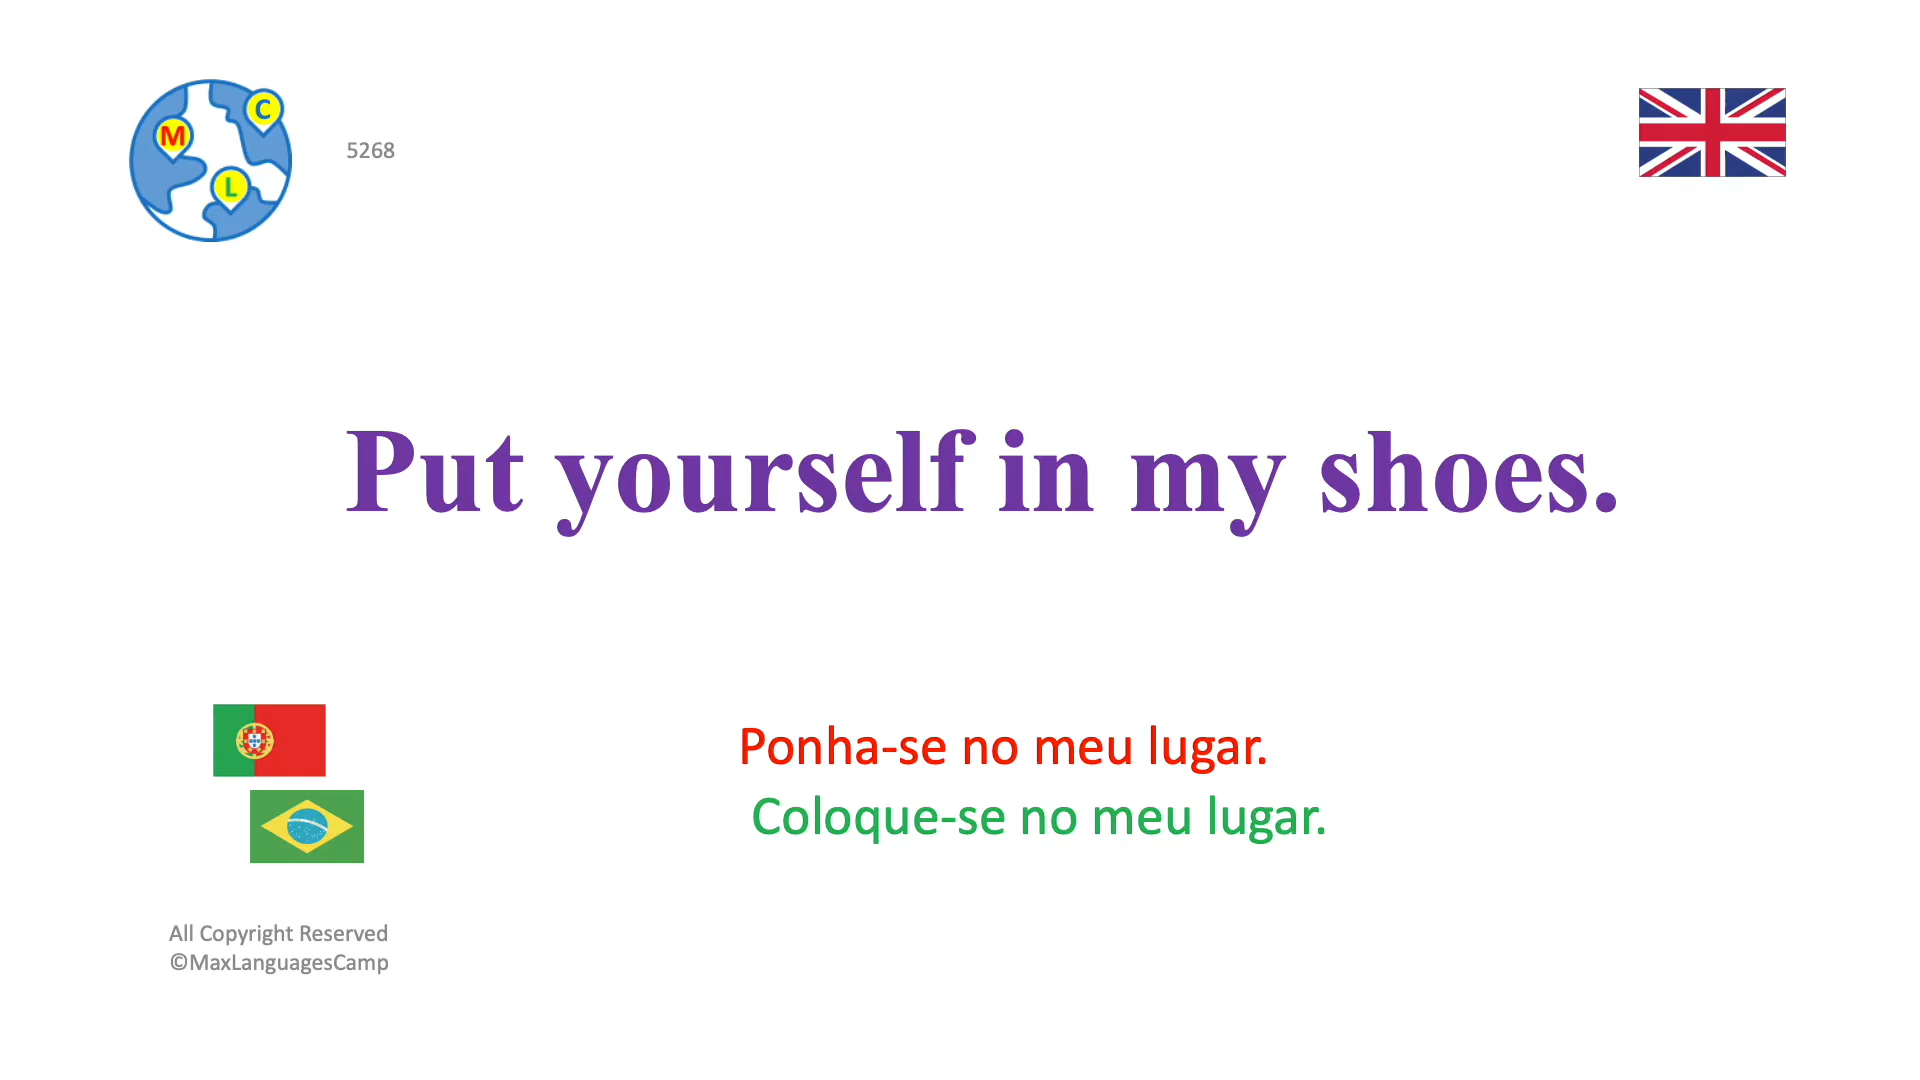 C
M
L
5268
Put yourself in my shoes.
Ponha-se no meu lugar.
Coloque-se no meu lugar.
All Copyright Reserved
©MaxLanguagesCamp